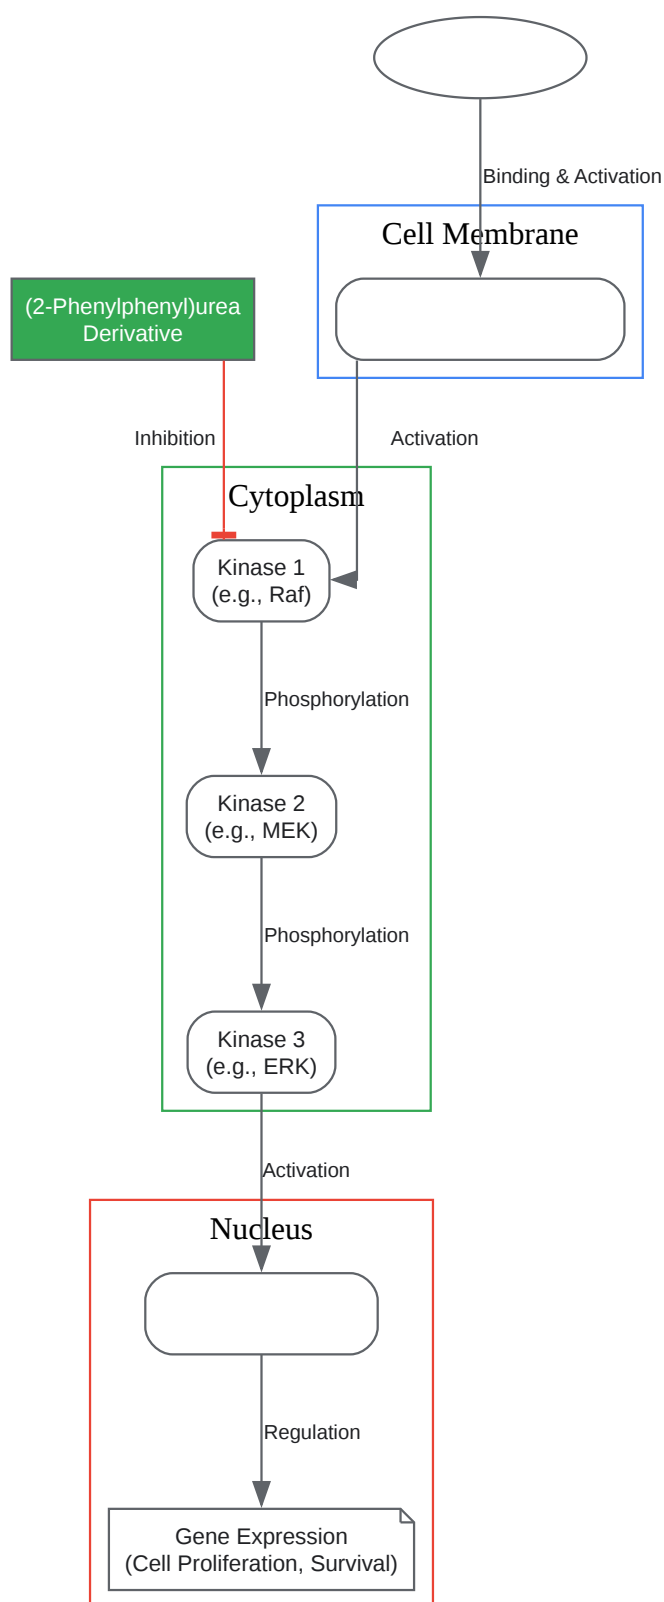 Binding & Activation
Cell Membrane
(2-Phenylphenyl)urea
Derivative
Inhibition
Activation
Cytoplasm
Kinase 1
(e.g., Raf)
Phosphorylation
Kinase 2
(e.g., MEK)
Phosphorylation
Kinase 3
(e.g., ERK)
Activation
Nucleus
Regulation
Gene Expression
(Cell Proliferation, Survival)